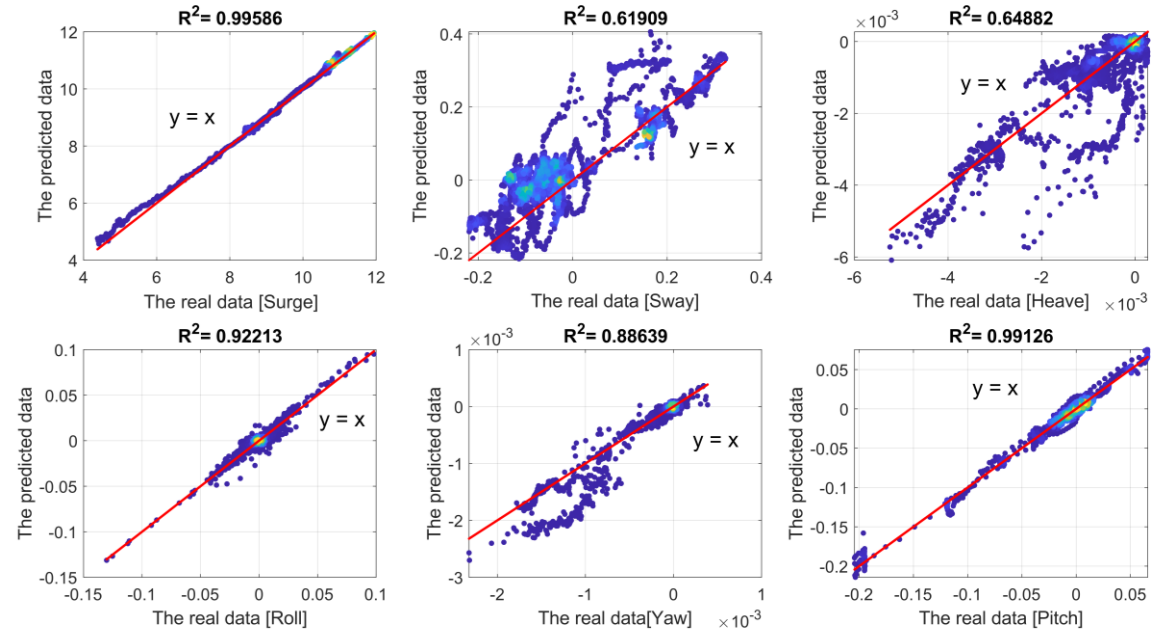 R2= 0.99586
R2= 0.61909
R2= 0.64882
The predicted data
12
10
8
6
4
y = x
4
6
8
10
12
The real data [Surge]
The predicted data
0.4
0.2
0
-0.2
y = x
-0.2
0
0.2
0.4
The real data [Sway]
×10-3
The predicted data
0
-2
-4
-6
y = x
-6
-4
-2
0
The real data [Heave]
×10-3
R2= 0.92213
R2= 0.88639
R2= 0.99126
The predicted data
0.1
0.05
0
-0.05
-0.1
-0.15
y = x
-0.15
-0.1
-0.05
0
0.05
0.1
The real data [Roll]
×10-3
The predicted data
1
0
-1
-2
-3
y = x
-2
-1
0
1
The real data[Yaw]
×10-3
The predicted data
0.05
0
-0.05
-0.1
-0.15
-0.2
y = x
-0.2
-0.15
-0.1
-0.05
0
0.05
The real data [Pitch]